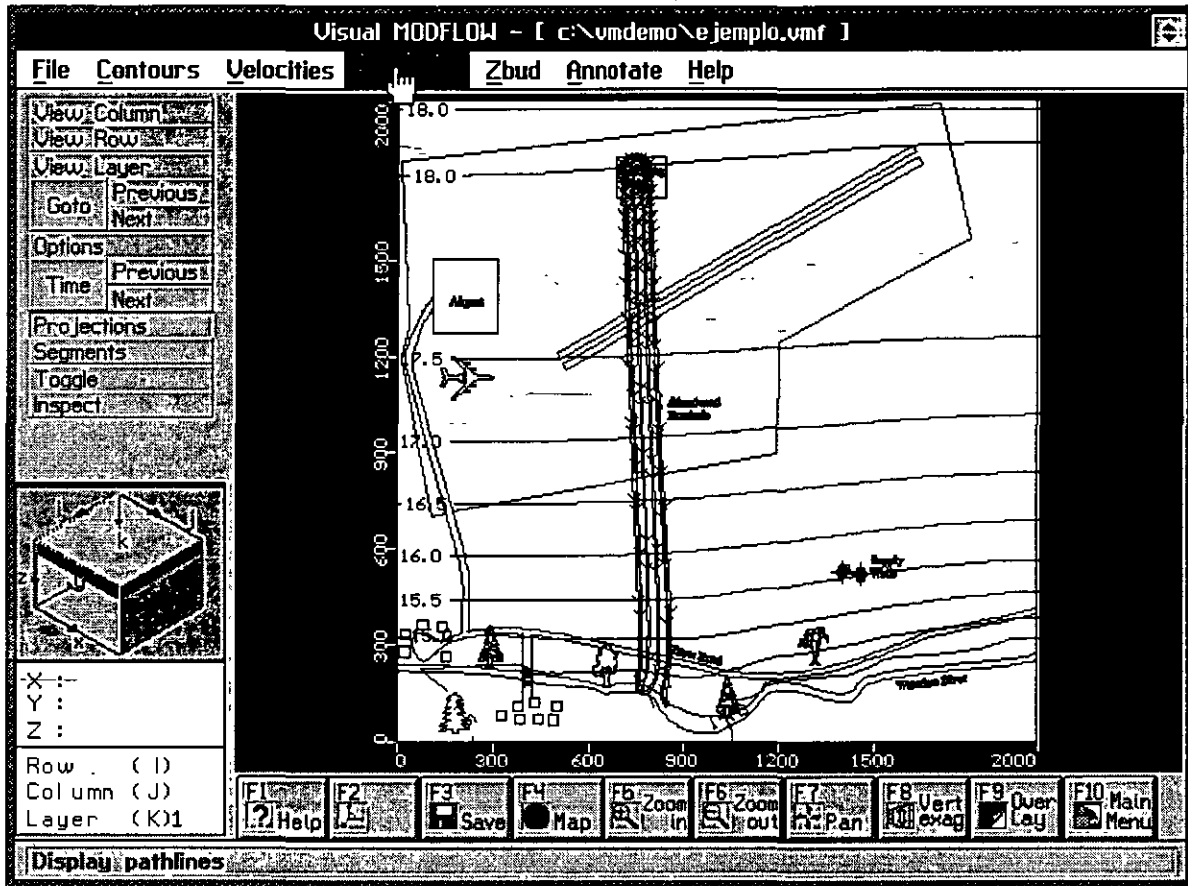 Visual MODFLOW - [ c:\vmdemo\ejemplo.vmf ]
File Contours Velocities Zbud Annotate Help
View Column
View Row
View Layer
Goto Previous
Next
Options
Time Previous
Next
Projections
Segments
Toggle
Inspect
X :
Y :
Z :
Row . ( I)
Column (J)
Layer (K)1
2000
1500
1200
900
600
300
0
18.0
18.0
7.5
17.0
16.5
16.0
15.5
Supply
Wells
0 300 600 900 1200 1500 2000
F1 ? Help
F2
F3 Save
F4 Map
F5 Zoom in
F6 Zoom out
F7 Pan
F8 Vert exag
F9 Over Lay
F10 Main Menu
Display pathlines